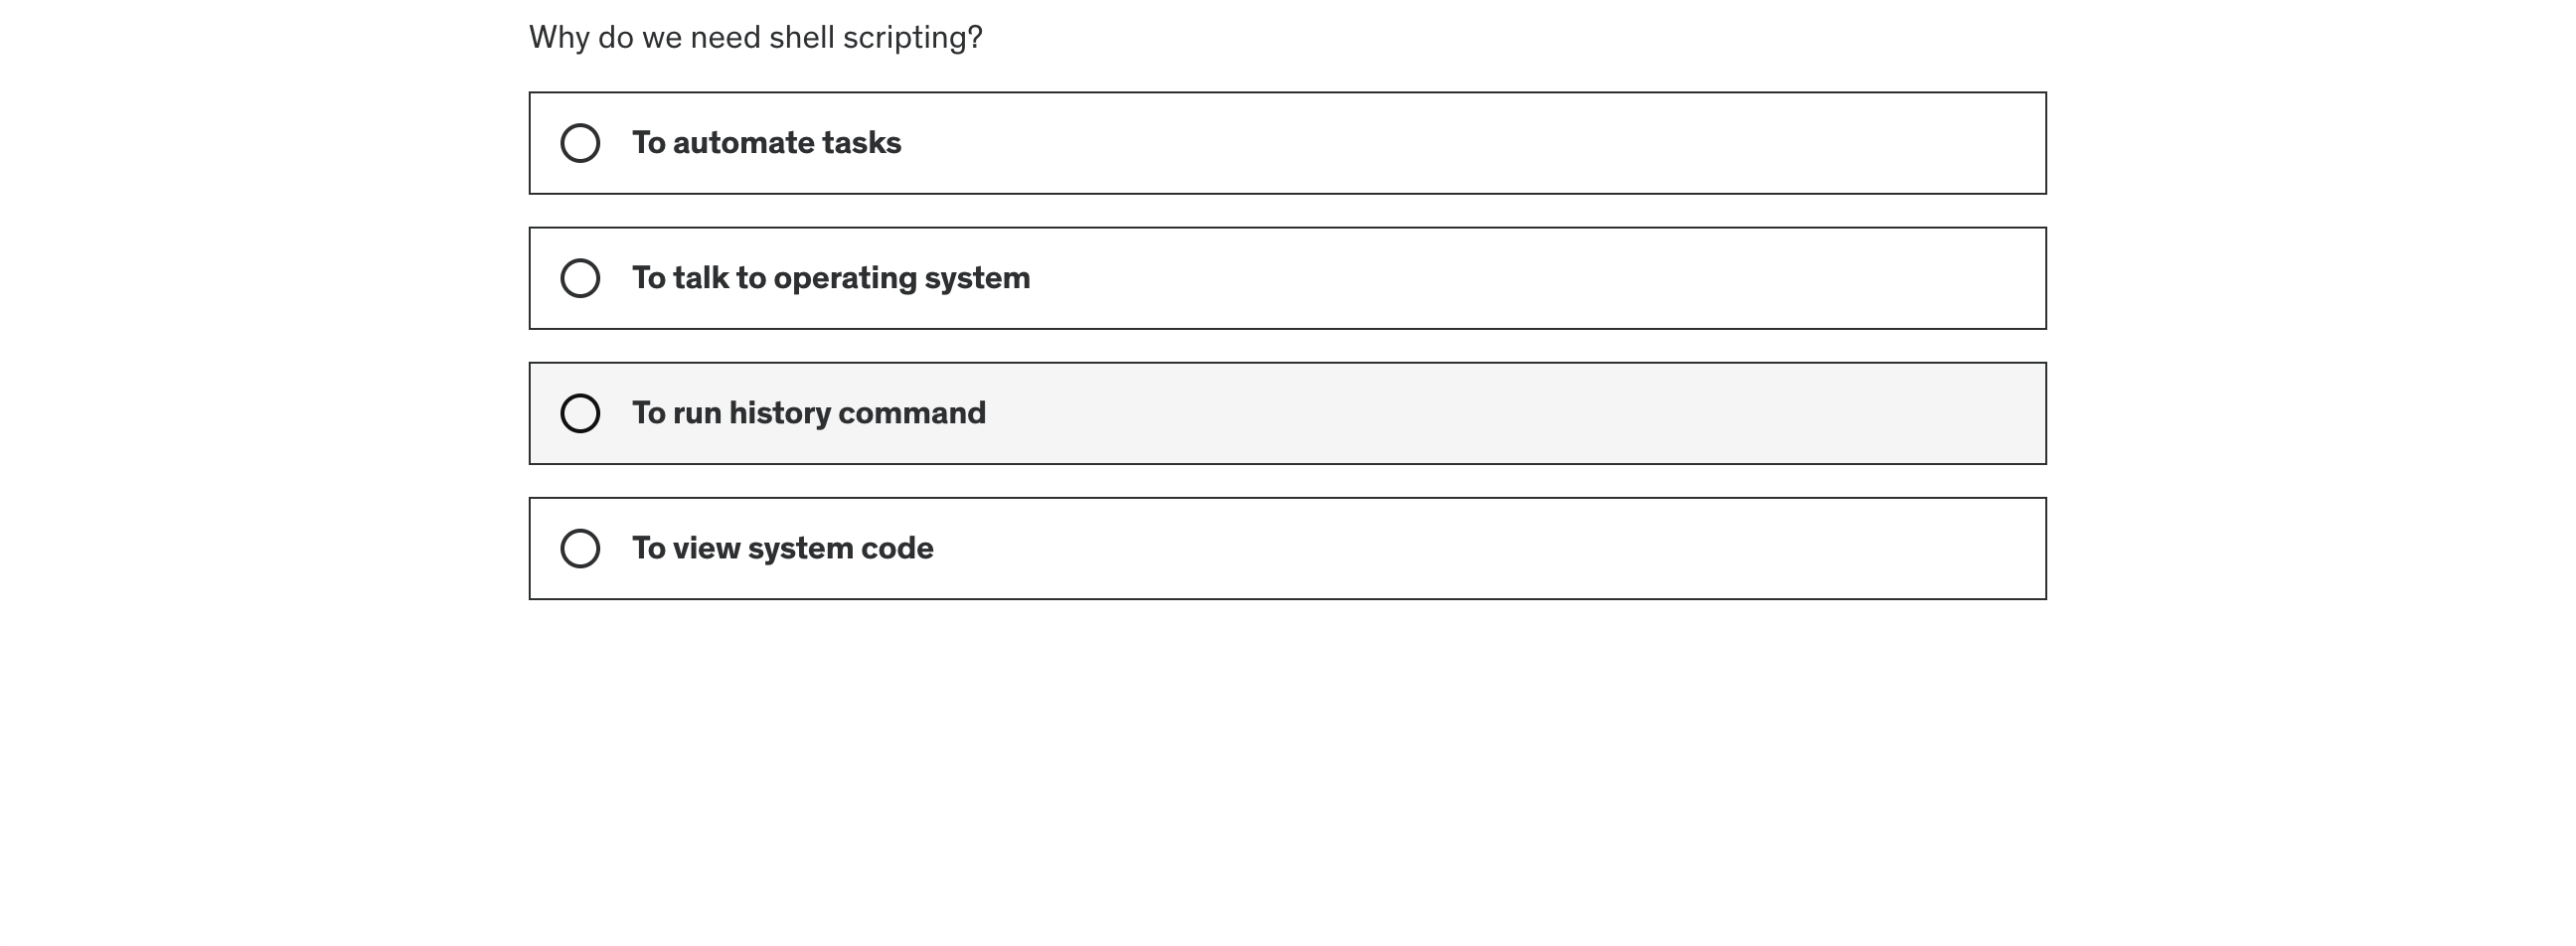 Why do we need shell scripting?
To automate tasks
To talk to operating system
To run history command
To view system code